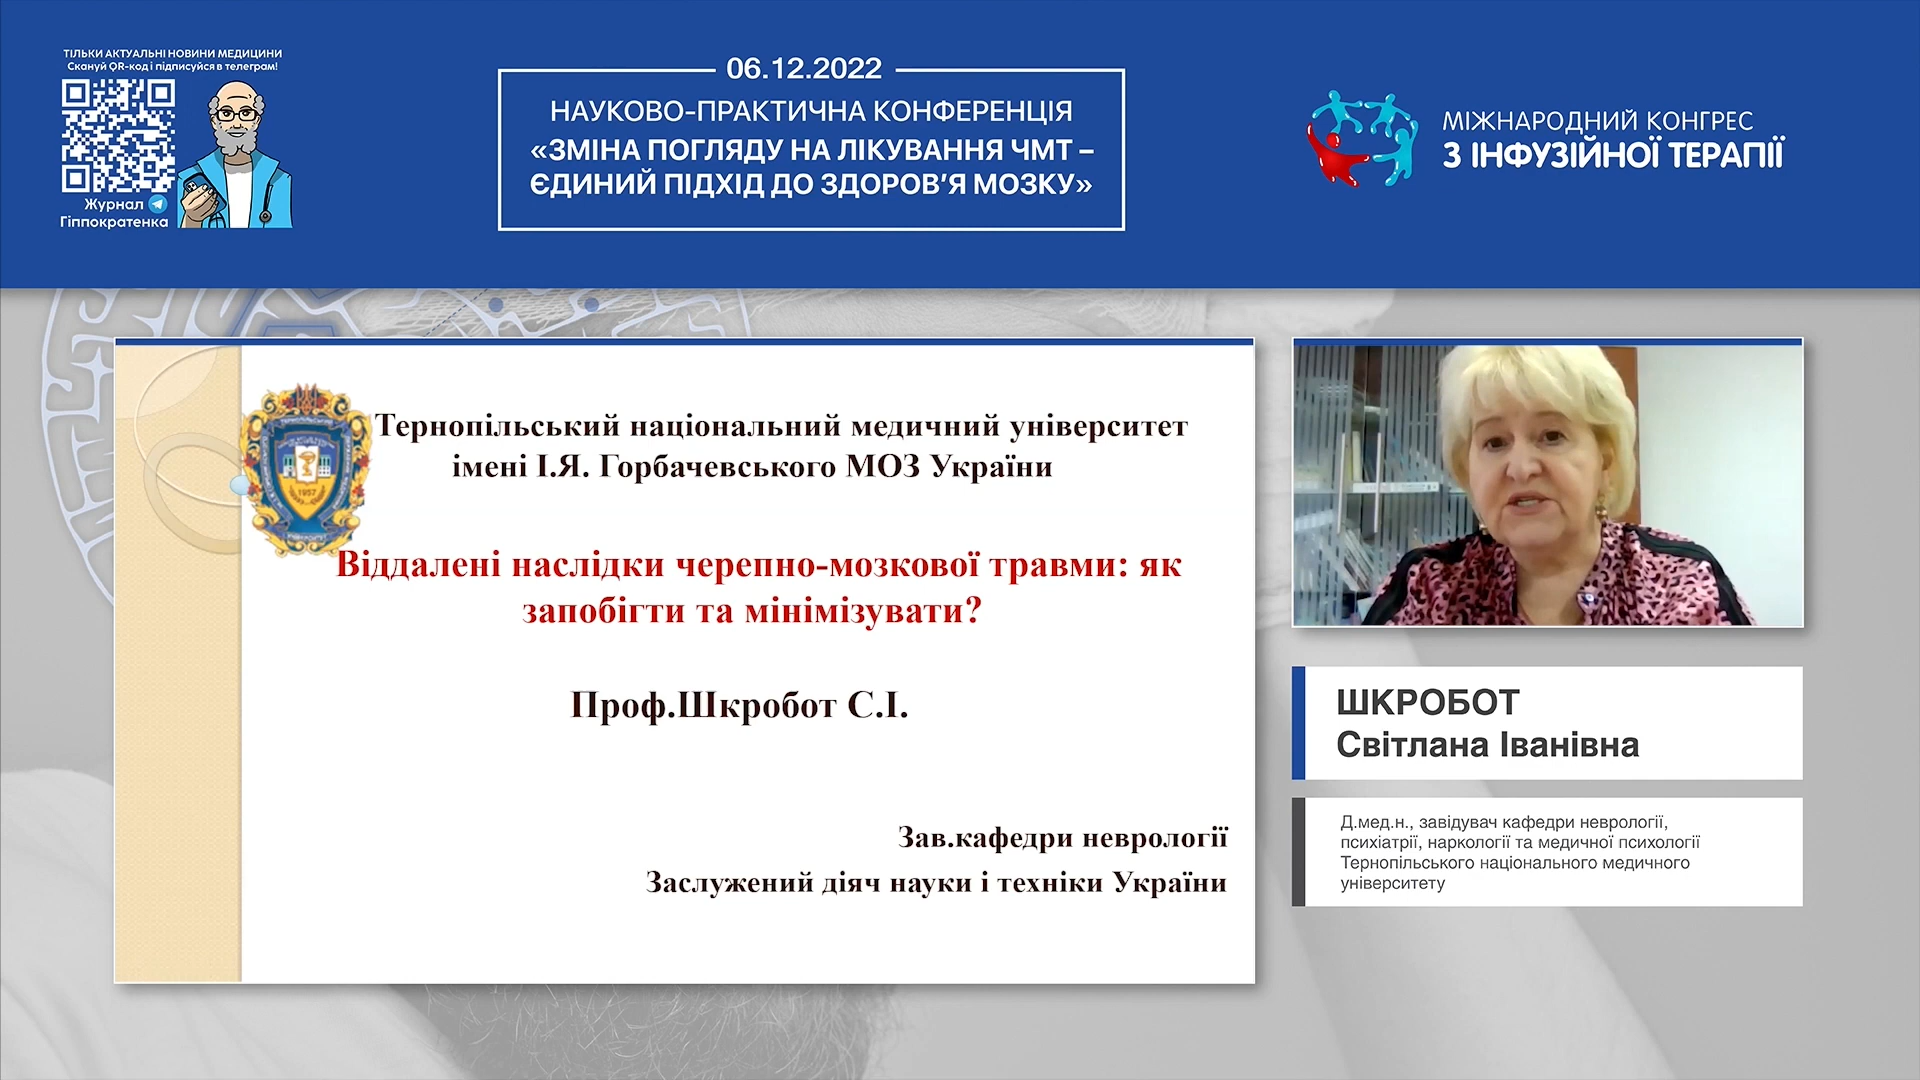 ТІЛЬКИ АКТУАЛЬНІ НОВИНИ МЕДИЦИНИ
Скануй QR-код і підписуйся в телеграм!
Журнал
Гіппократенка
06.12.2022
НАУКОВО-ПРАКТИЧНА КОНФЕРЕНЦІЯ
«ЗМІНА ПОГЛЯДУ НА ЛІКУВАННЯ ЧМТ –
ЄДИНИЙ ПІДХІД ДО ЗДОРОВ’Я МОЗКУ»
МІЖНАРОДНИЙ КОНГРЕС
З ІНФУЗІЙНОЇ ТЕРАПІЇ
Тернопільський національний медичний університет
імені І.Я. Горбачевського МОЗ України
1957
Віддалені наслідки черепно-мозкової травми: як
запобігти та мінімізувати?
Проф.Шкробот С.І.
Зав.кафедри неврології
Заслужений діяч науки і техніки України
ШКРОБОТ
Світлана Іванівна
Д.мед.н., завідувач кафедри неврології,
психіатрії, наркології та медичної психології
Тернопільського національного медичного
університету